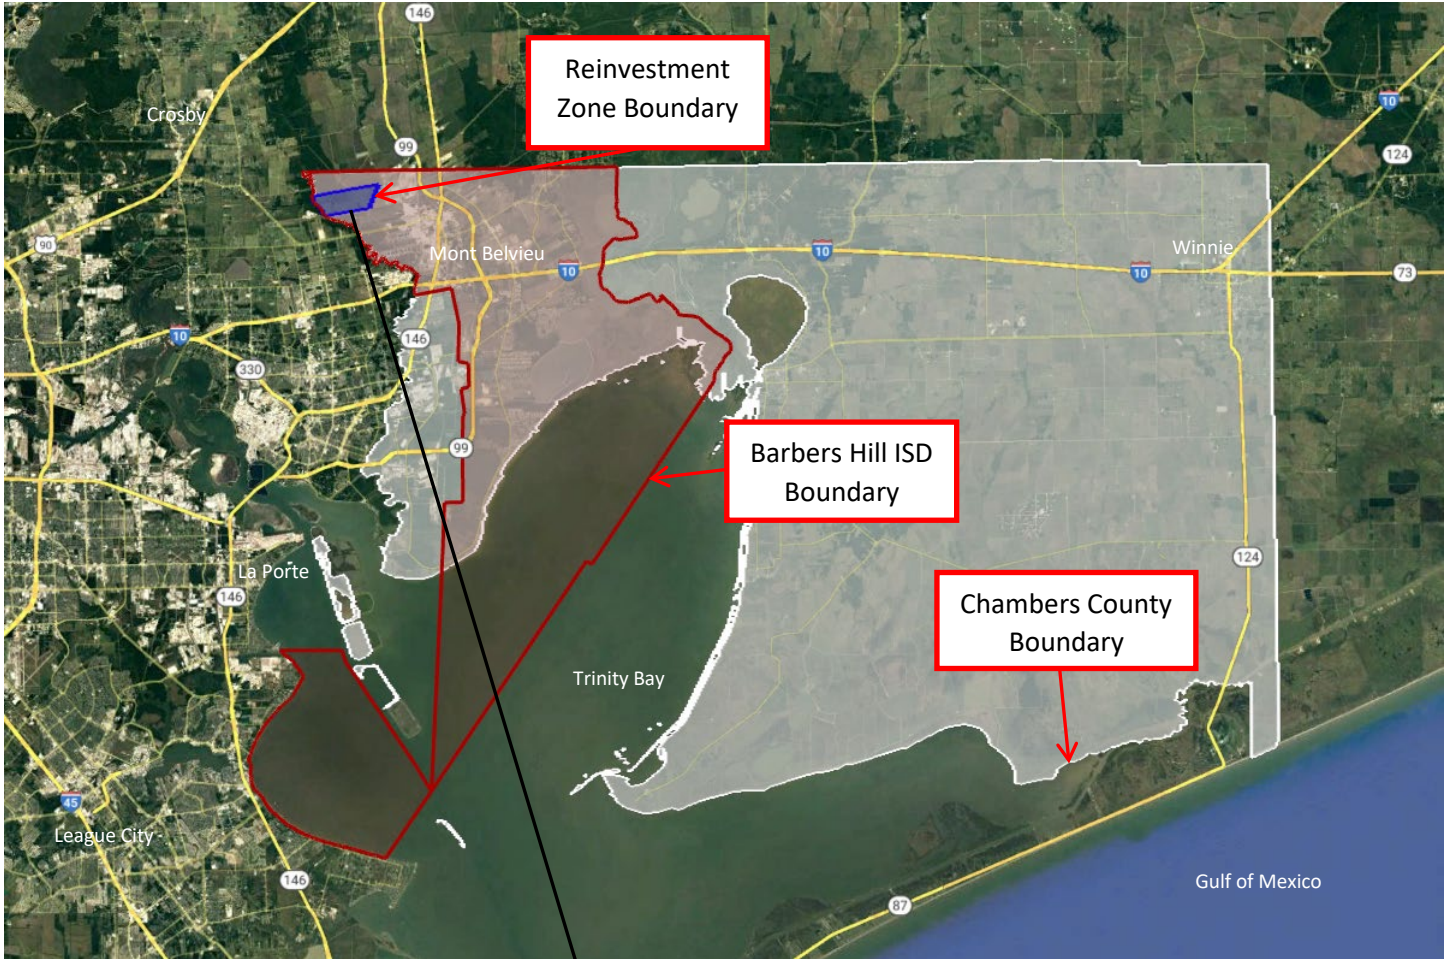 146
Reinvestment
Zone Boundary
Crosby
10
99
124
90
Mont Belvieu
10
10
10
Winnie
73
10
146
330
99
Barbers Hill ISD
Boundary
124
La Porte
146
Chambers County
Boundary
Trinity Bay
45
League City
146
87
Gulf of Mexico